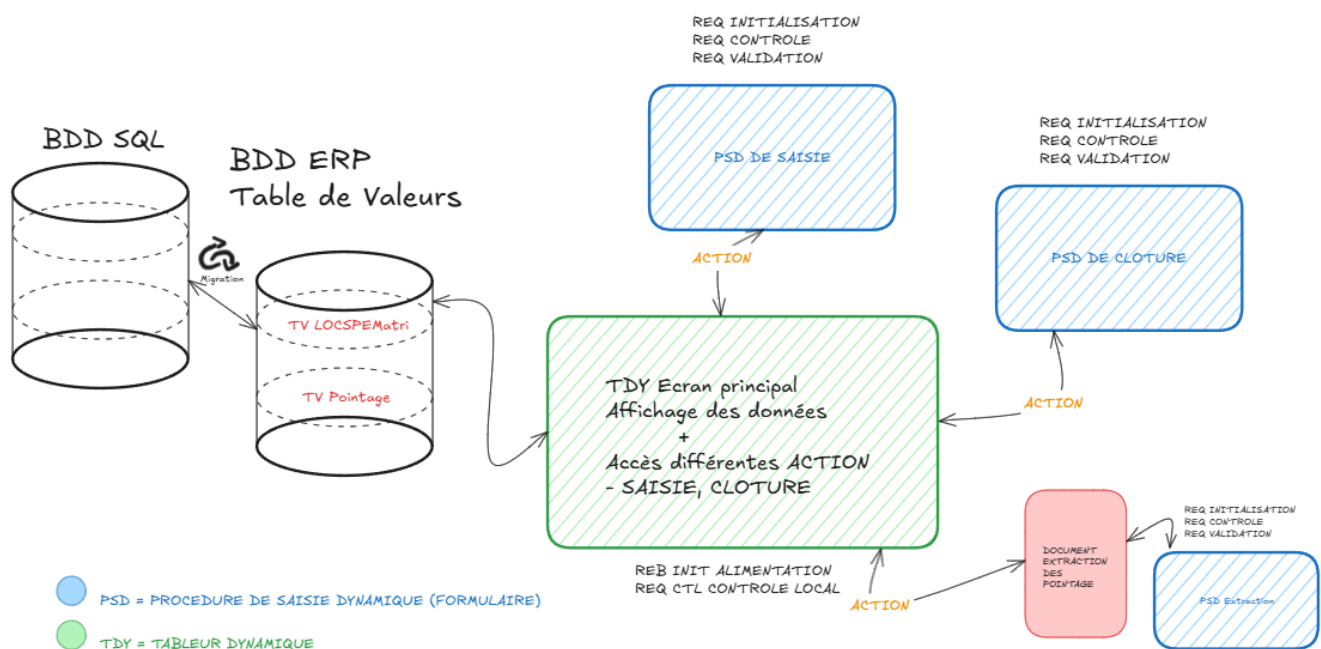 REQ INITIALISATION
REQ CONTROLE
REQ VALIDATION
PSD DE SAISIE
REQ INITIALISATION
REQ CONTROLE
REQ VALIDATION
PSD DE CLOTURE
BDD SQL
BDD ERP
Table de Valeurs
Migration
TV LOCSPEMatri
TV Pointage
ACTION
TDY Ecran principal
Affichage des données
+
Accès différentes ACTION
- SAISIE, CLOTURE
ACTION
REB INIT ALIMENTATION
REQ CTL CONTROLE LOCAL
ACTION
DOCUMENT
EXTRACTION
DES
POINTAGE
REQ INITIALISATION
REQ CONTROLE
REQ VALIDATION
PSD Extraction
PSD = PROCEDURE DE SAISIE DYNAMIQUE (FORMULAIRE)
TDY = TABLEUR DYNAMIQUE